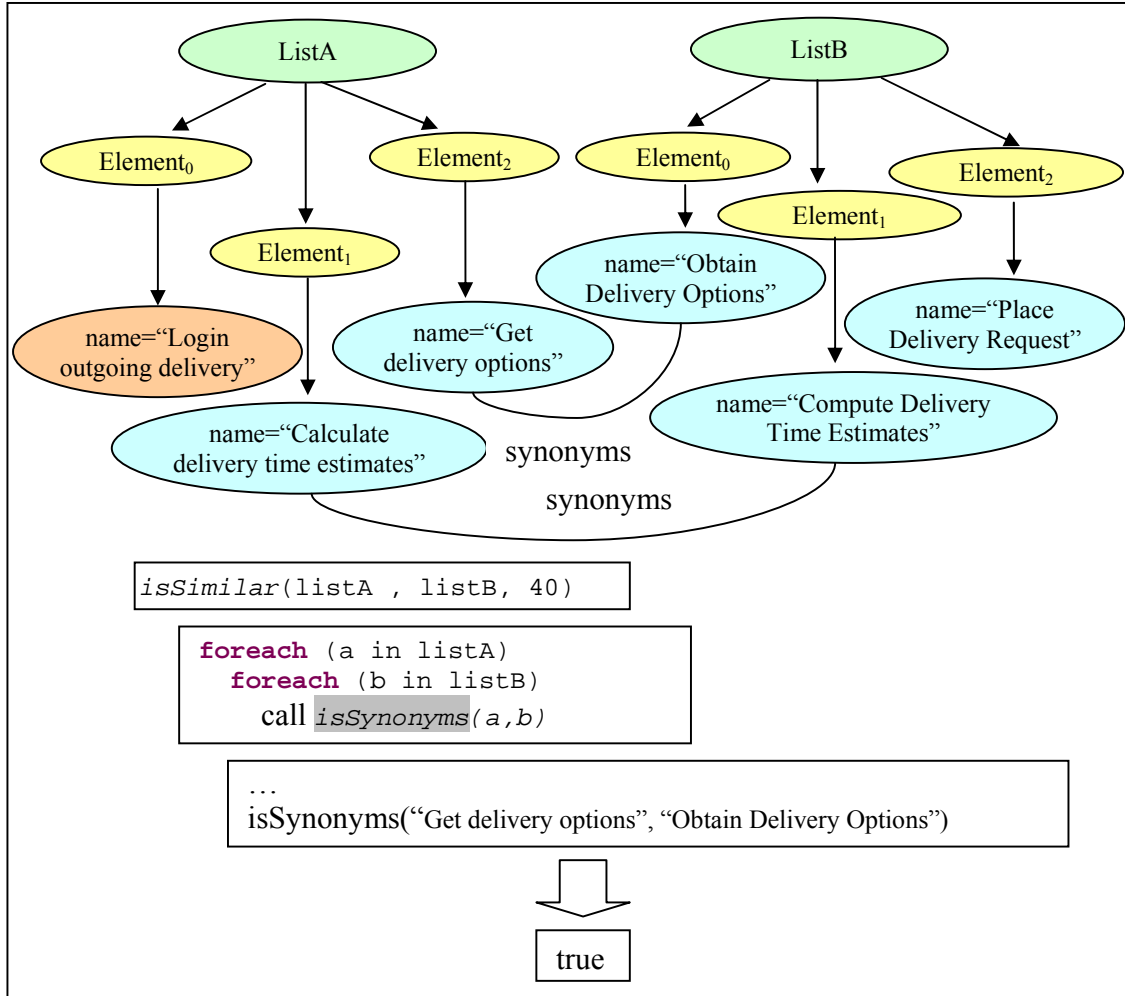 ListA
ListB
Element₀
Element₂
Element₀
Element₂
Element₁
Element₁
name=“Login
outgoing delivery”
name=“Get
delivery options”
name=“Obtain
Delivery Options”
name=“Place
Delivery Request”
name=“Calculate
delivery time estimates”
name=“Compute Delivery
Time Estimates”
synonyms
synonyms
isSimilar(listA , listB, 40)
foreach (a in listA)
foreach (b in listB)
call isSynonyms(a,b)
…
isSynonyms(“Get delivery options”, “Obtain Delivery Options”)
true